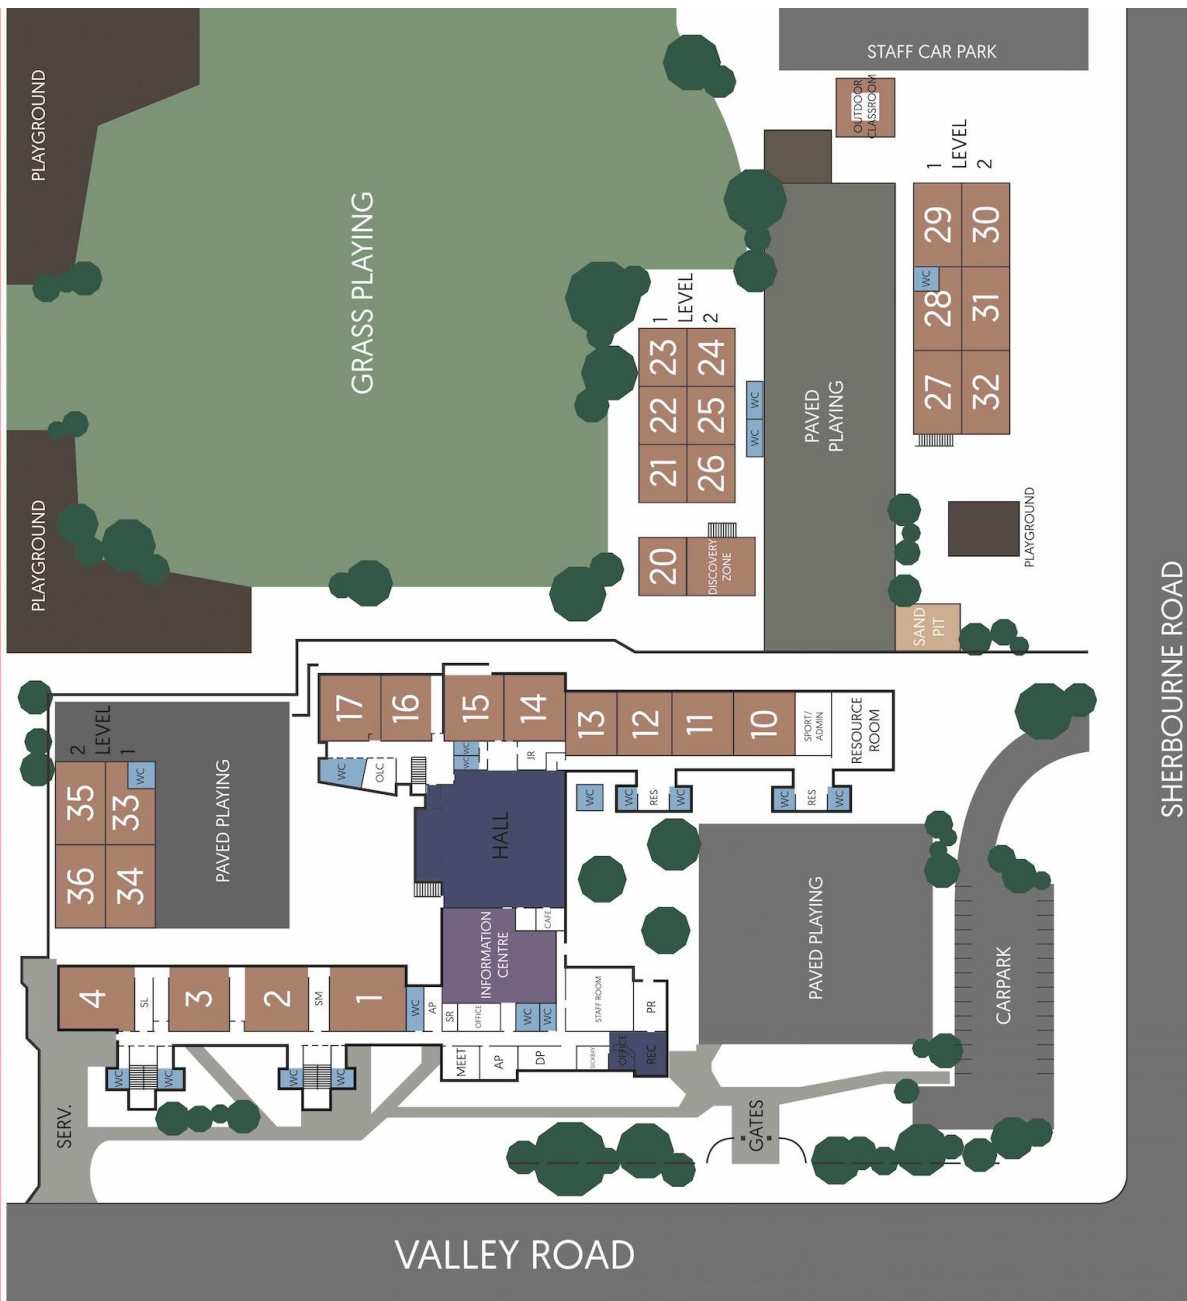 STAFF CAR PARK
PLAYGROUND
OUTDOOR
CLASSROOM
1
LEVEL
2
29
30
WC
28
31
27
32
GRASS PLAYING
1
LEVEL
2
23
24
22
25
21
26
WC
WC
PAVED
PLAYING
20
DISCOVERY
ZONE
PLAYGROUND
PLAYGROUND
SAND
PIT
SHERBOURNE ROAD
17
16
15
14
13
12
11
10
SPORT/
ADMIN
RESOURCE
ROOM
WC
OLC
WC
WC
JR
WC
WC
RES
WC
WC
RES
WC
2
LEVEL
1
35
33
WC
36
34
PAVED PLAYING
HALL
INFORMATION
CENTRE
CAFE
PAVED PLAYING
CARPARK
4
SL
3
2
SM
1
WC
AP
SR
OFFICE
WC
WC
STAFF ROOM
PR
MEET
AP
DP
SICKBAY
OFFICE
REC
WC
WC
WC
WC
SERV.
GATES
VALLEY ROAD